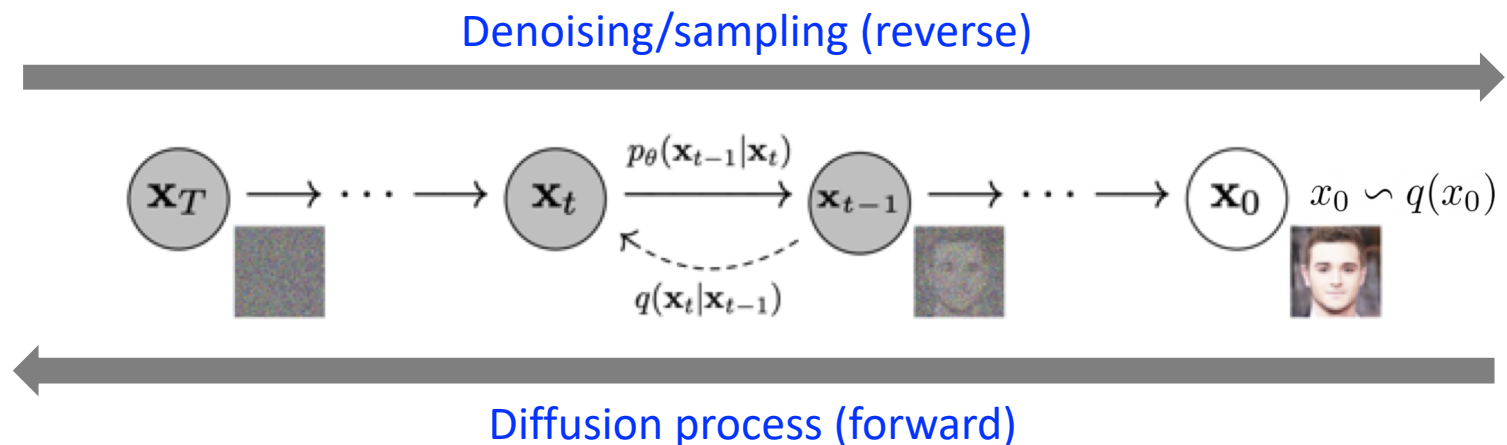 Denoising/sampling (reverse)
p_θ(x_{t−1}|x_t)
x_T ⟶ ⋯ ⟶ x_t ⟶ x_{t−1} ⟶ ⋯ ⟶ x_0 x_0 ∽ q(x_0)
q(x_t|x_{t−1})
Diffusion process (forward)